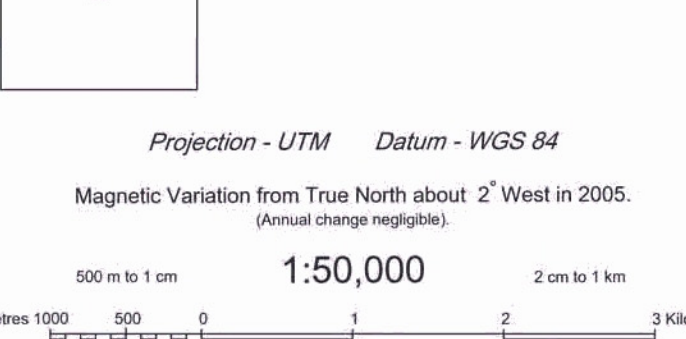 Projection - UTM Datum - WGS 84
Magnetic Variation from True North about 2° West in 2005.
(Annual change negligible).
500 m to 1 cm 1:50,000 2 cm to 1 km
1000 500 0 1 2 3